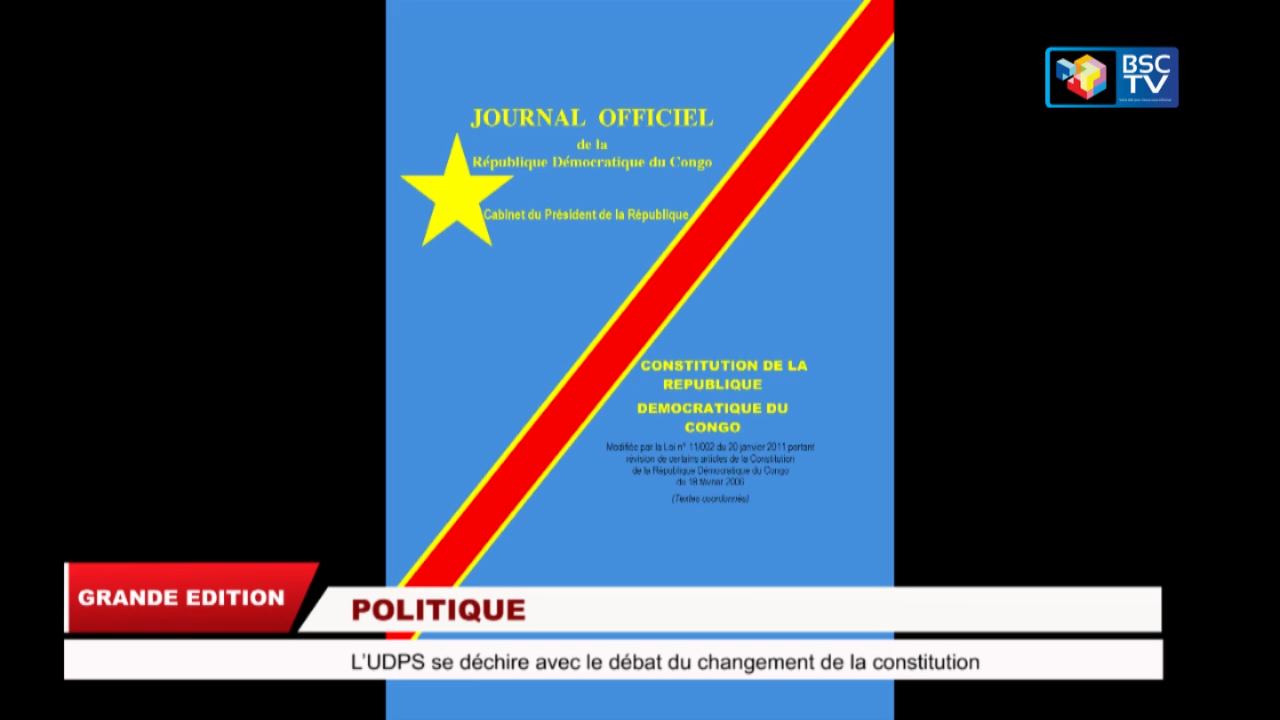 BSC
TV
JOURNAL OFFICIEL
de la
République Démocratique du Congo
Cabinet du Président de la République
CONSTITUTION DE LA
REPUBLIQUE
DEMOCRATIQUE DU
CONGO
Modifiée par la Loi n° 11/002 du 20 janvier 2011 portant
révision de certains articles de la Constitution
de la République Démocratique du Congo
du 18 février 2006
(Textes coordonnés)
GRANDE EDITION
POLITIQUE
L'UDPS se déchire avec le débat du changement de la constitution